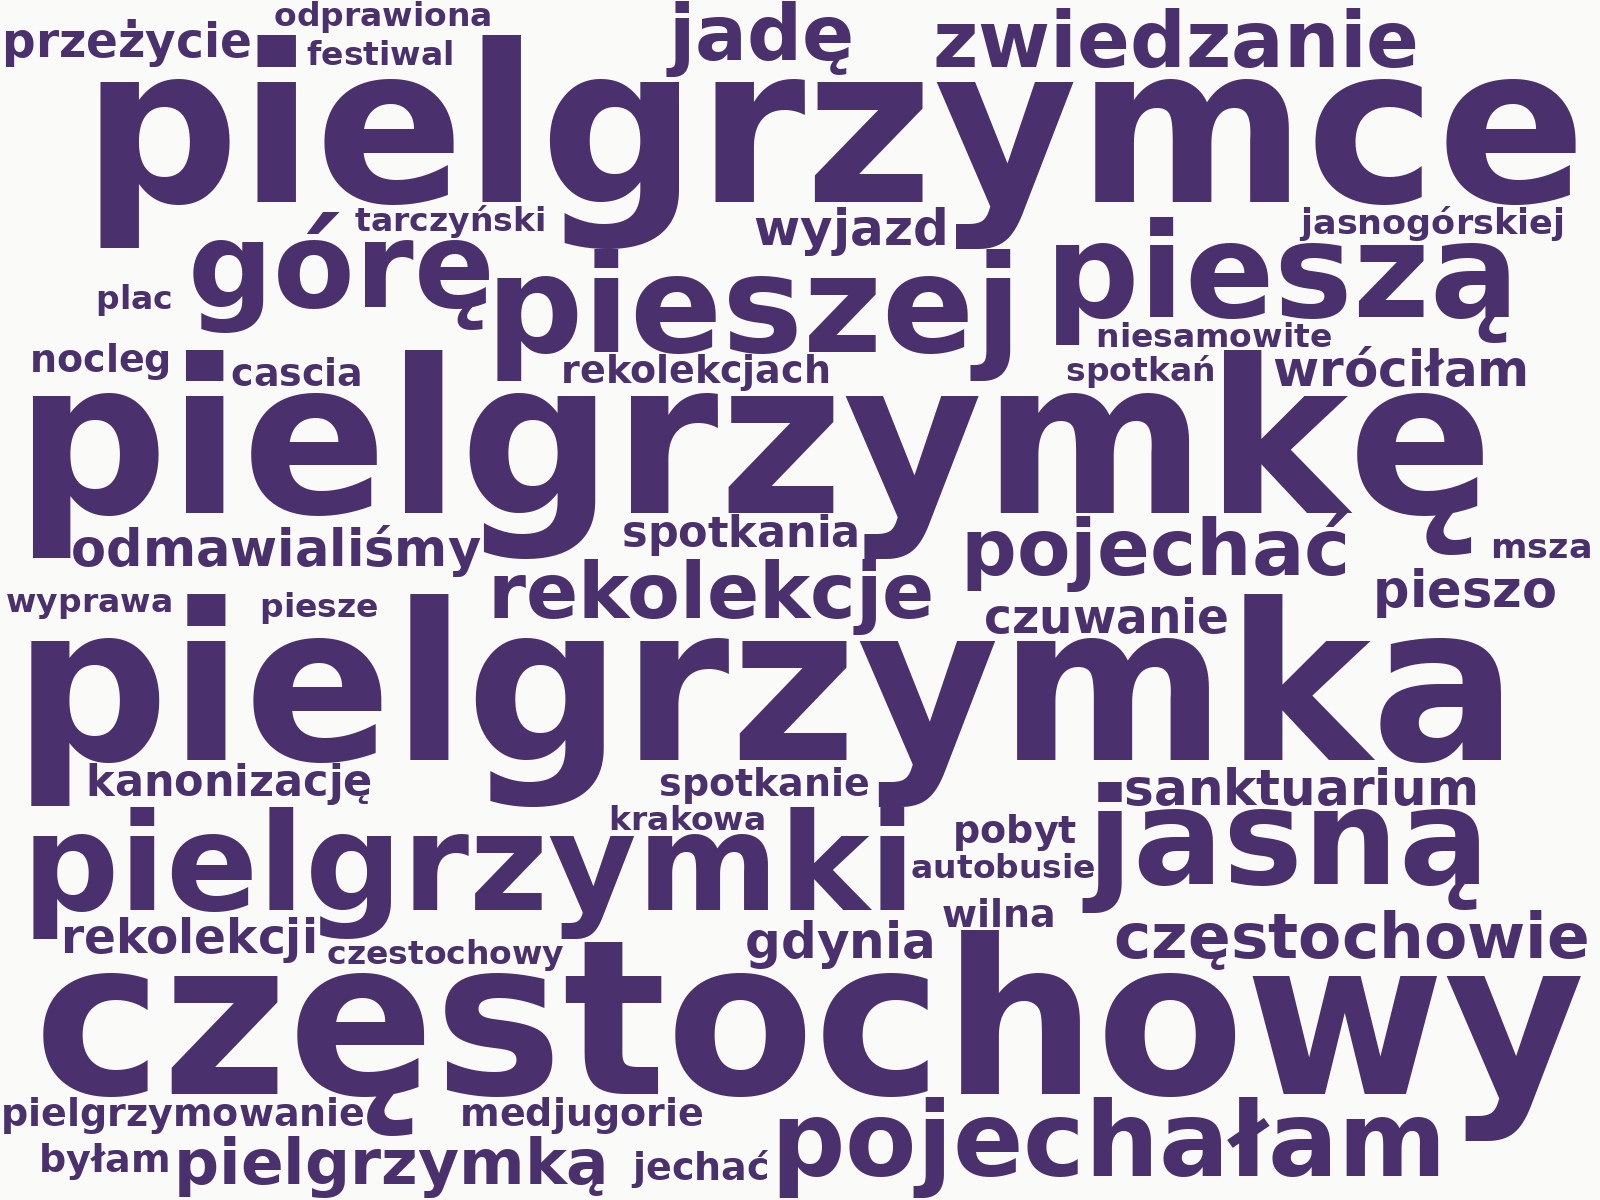 odprawiona
przeżycie
festiwal
jadę
zwiedzanie
pielgrzymce
tarczyński
wyjazd
jasnogórskiej
górę
pieszej
pieszą
plac
niesamowite
nocleg
cascia
rekolekcjach
spotkań
wróciłam
pielgrzymkę
odmawialiśmy
spotkania
pojechać
msza
rekolekcje
pieszo
wyprawa
piesze
czuwanie
pielgrzymka
kanonizację
spotkanie
sanktuarium
krakowa
pobyt
jasną
pielgrzymki
autobusie
wilna
rekolekcji
czestochowy
gdynia
częstochowie
częstochowy
pielgrzymowanie
medjugorie
pojechałam
byłam
pielgrzymką
jechać